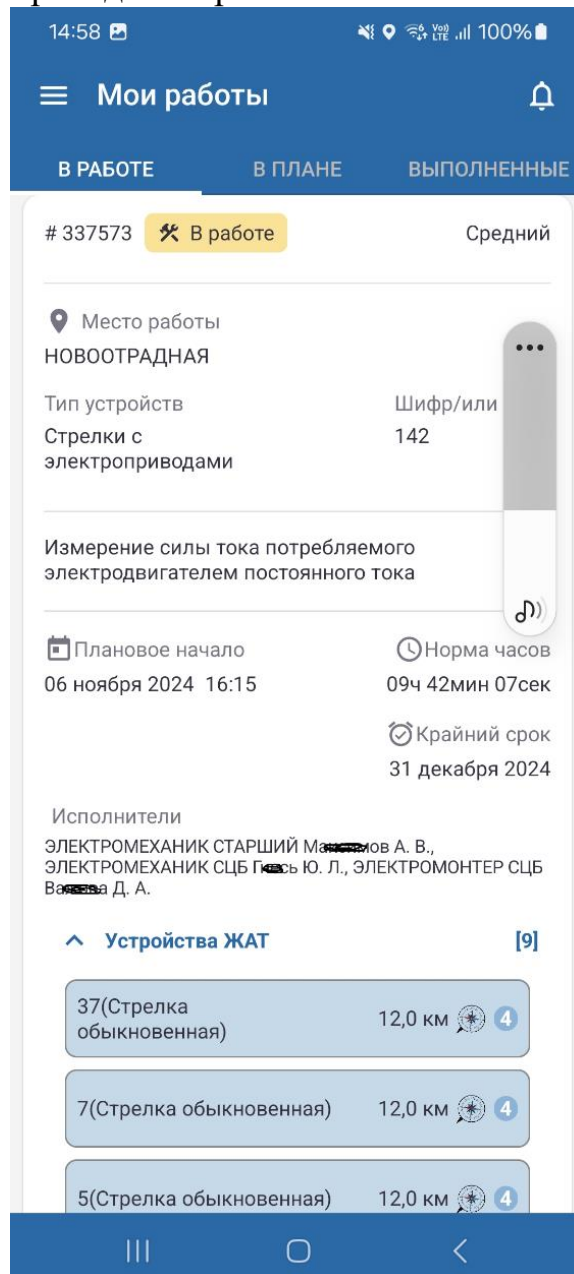 14:58 100%
Мои работы
В РАБОТЕ В ПЛАНЕ ВЫПОЛНЕННЫЕ
# 337573 В работе Средний
Место работы
НОВООТРАДНАЯ
Тип устройств Шифр/или
Стрелки с 142
электроприводами
Измерение силы тока потребляемого
электродвигателем постоянного тока
Плановое начало Норма часов
06 ноября 2024 16:15 09ч 42мин 07сек
Крайний срок
31 декабря 2024
Исполнители
ЭЛЕКТРОМЕХАНИК СТАРШИЙ А. В.,
ЭЛЕКТРОМЕХАНИК СЦБ Ю. Л., ЭЛЕКТРОМОНТЕР СЦБ
Д. А.
Устройства ЖАТ [9]
37(Стрелка
обыкновенная) 12,0 км 4
7(Стрелка обыкновенная) 12,0 км 4
5(Стрелка обыкновенная) 12,0 км 4